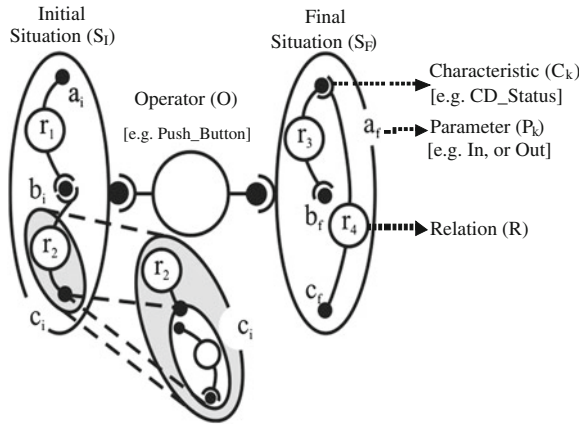 Initial
Situation (S_I)
Final
Situation (S_F)
Operator (O)
[e.g. Push_Button]
Characteristic (C_k)
[e.g. CD_Status]
Parameter (P_k)
[e.g. In, or Out]
Relation (R)
a_i
r_1
b_i
r_2
c_i
r_2
c_i
r_3
a_f
b_f
r_4
c_f